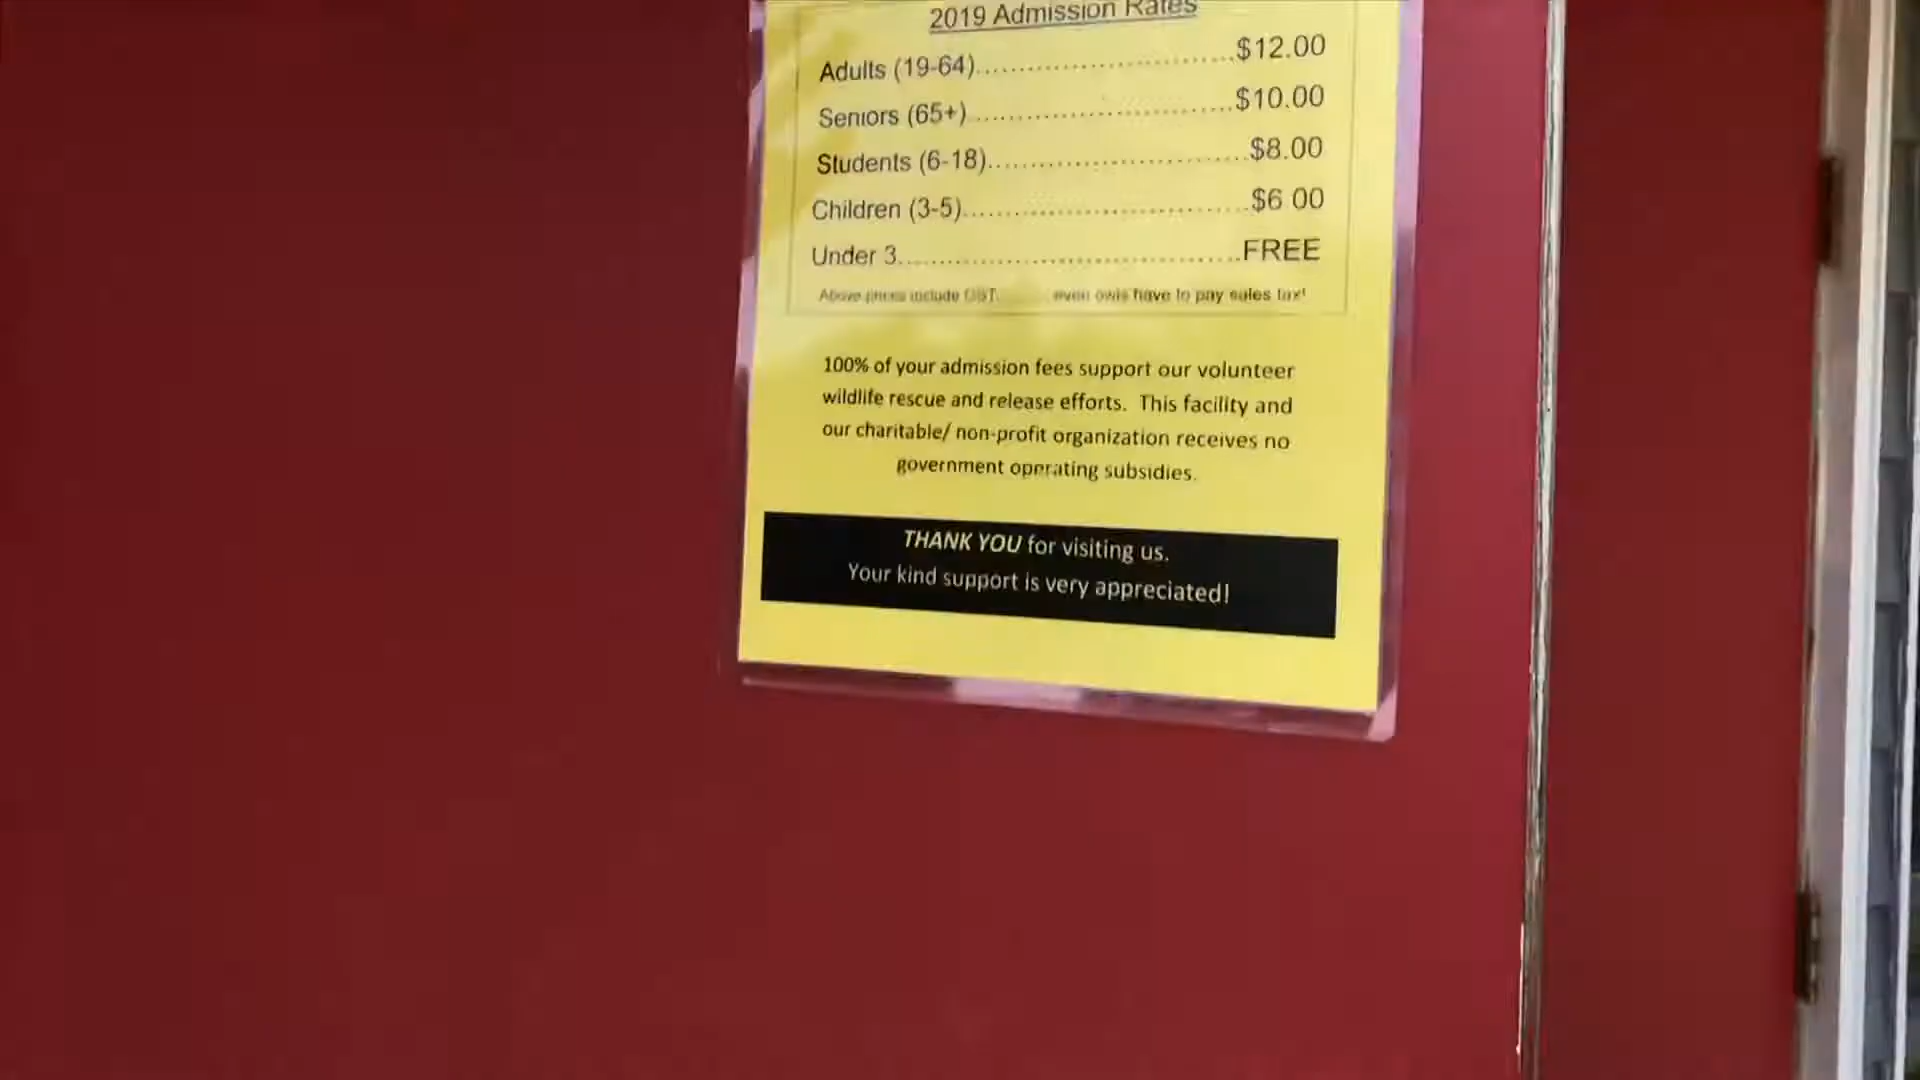 2019 Admission Rates
Adults (19-64)..............................$12.00
Seniors (65+)..............................$10.00
Students (6-18)..............................$8.00
Children (3-5)..............................$6 00
Under 3..............................FREE
Above prices include GST. even owls have to pay sales tax!
100% of your admission fees support our volunteer
wildlife rescue and release efforts. This facility and
our charitable/ non-profit organization receives no
government operating subsidies.
THANK YOU for visiting us.
Your kind support is very appreciated!